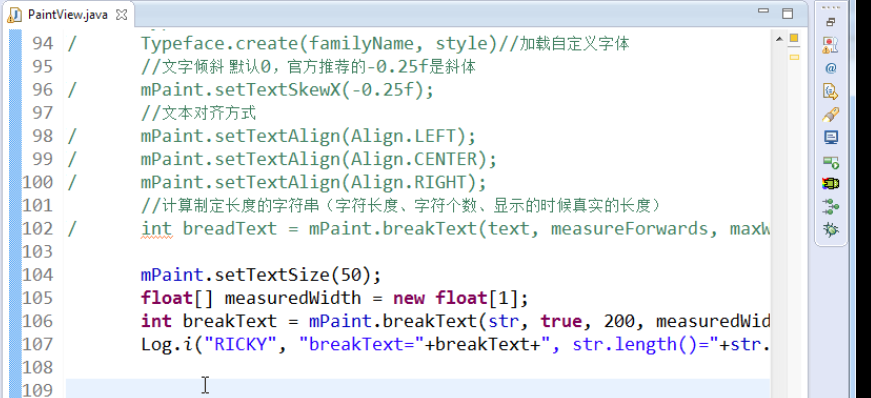 PaintView.java
94 / Typeface.create(familyName, style)//加载自定义字体
95 //文字倾斜 默认0，官方推荐的-0.25f是斜体
96 / mPaint.setTextSkewX(-0.25f);
97 //文本对齐方式
98 / mPaint.setTextAlign(Align.LEFT);
99 / mPaint.setTextAlign(Align.CENTER);
100 / mPaint.setTextAlign(Align.RIGHT);
101 //计算制定长度的字符串（字符长度、字符个数、显示的时候真实的长度）
102 / int breadText = mPaint.breakText(text, measureForwards, maxW
103
104 mPaint.setTextSize(50);
105 float[] measuredWidth = new float[1];
106 int breakText = mPaint.breakText(str, true, 200, measuredWid
107 Log.i("RICKY", "breakText="+breakText+", str.length()="+str.
108
109